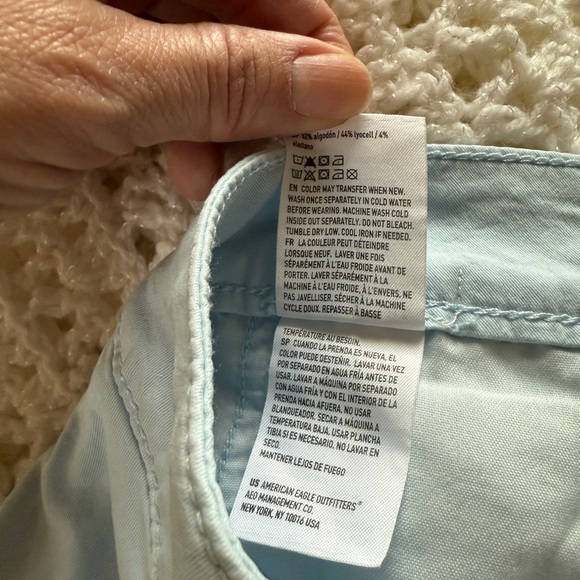 algodón / 44% lyocell / 4%
elastana
EN COLOR MAY TRANSFER WHEN NEW.
WASH ONCE SEPARATELY IN COLD WATER
BEFORE WEARING. MACHINE WASH COLD
INSIDE OUT SEPARATELY. DO NOT BLEACH.
TUMBLE DRY LOW. COOL IRON IF NEEDED.
FR LA COULEUR PEUT DÉTEINDRE
LORSQUE NEUF. LAVER UNE FOIS
SÉPARÉMENT À L'EAU FROIDE AVANT DE
PORTER. LAVER SÉPARÉMENT À LA
MACHINE À L'EAU FROIDE, À L'ENVERS. NE
PAS JAVELLISER. SÉCHER À LA MACHINE
CYCLE DOUX. REPASSER À BASSE
TEMPÉRATURE AU BESOIN.
SP CUANDO LA PRENDA ES NUEVA, EL
COLOR PUEDE DESTEÑIR. LAVAR UNA VEZ
POR SEPARADO EN AGUA FRÍA ANTES DE
USAR. LAVAR A MÁQUINA POR SEPARADO
CON AGUA FRÍA Y CON EL INTERIOR DE LA
PRENDA HACIA AFUERA. NO USAR
BLANQUEADOR. SECAR A MÁQUINA A
TEMPERATURA BAJA. USAR PLANCHA
TIBIA SI ES NECESARIO. NO LAVAR EN
SECO.
MANTENER LEJOS DE FUEGO
US AMERICAN EAGLE OUTFITTERS®
AEO MANAGEMENT CO.
NEW YORK, NY 10016 USA